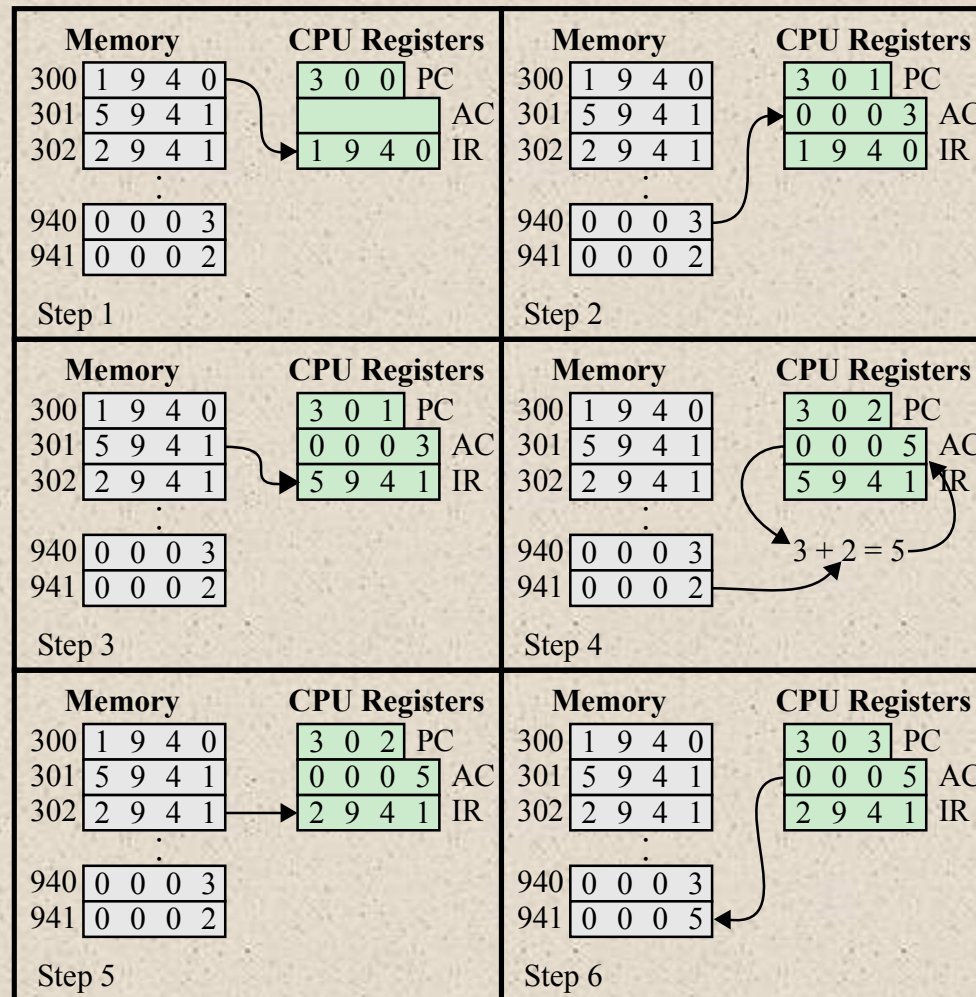 Memory CPU Registers
300 1 9 4 0 3 0 0 PC
301 5 9 4 1 AC
302 2 9 4 1 1 9 4 0 IR
940 0 0 0 3
941 0 0 0 2
Step 1
Memory CPU Registers
300 1 9 4 0 3 0 1 PC
301 5 9 4 1 0 0 0 3 AC
302 2 9 4 1 1 9 4 0 IR
940 0 0 0 3
941 0 0 0 2
Step 2
Memory CPU Registers
300 1 9 4 0 3 0 1 PC
301 5 9 4 1 0 0 0 3 AC
302 2 9 4 1 5 9 4 1 IR
940 0 0 0 3
941 0 0 0 2
Step 3
Memory CPU Registers
300 1 9 4 0 3 0 2 PC
301 5 9 4 1 0 0 0 5 AC
302 2 9 4 1 5 9 4 1 IR
940 0 0 0 3 3 + 2 = 5
941 0 0 0 2
Step 4
Memory CPU Registers
300 1 9 4 0 3 0 2 PC
301 5 9 4 1 0 0 0 5 AC
302 2 9 4 1 2 9 4 1 IR
940 0 0 0 3
941 0 0 0 2
Step 5
Memory CPU Registers
300 1 9 4 0 3 0 3 PC
301 5 9 4 1 0 0 0 5 AC
302 2 9 4 1 2 9 4 1 IR
940 0 0 0 3
941 0 0 0 5
Step 6